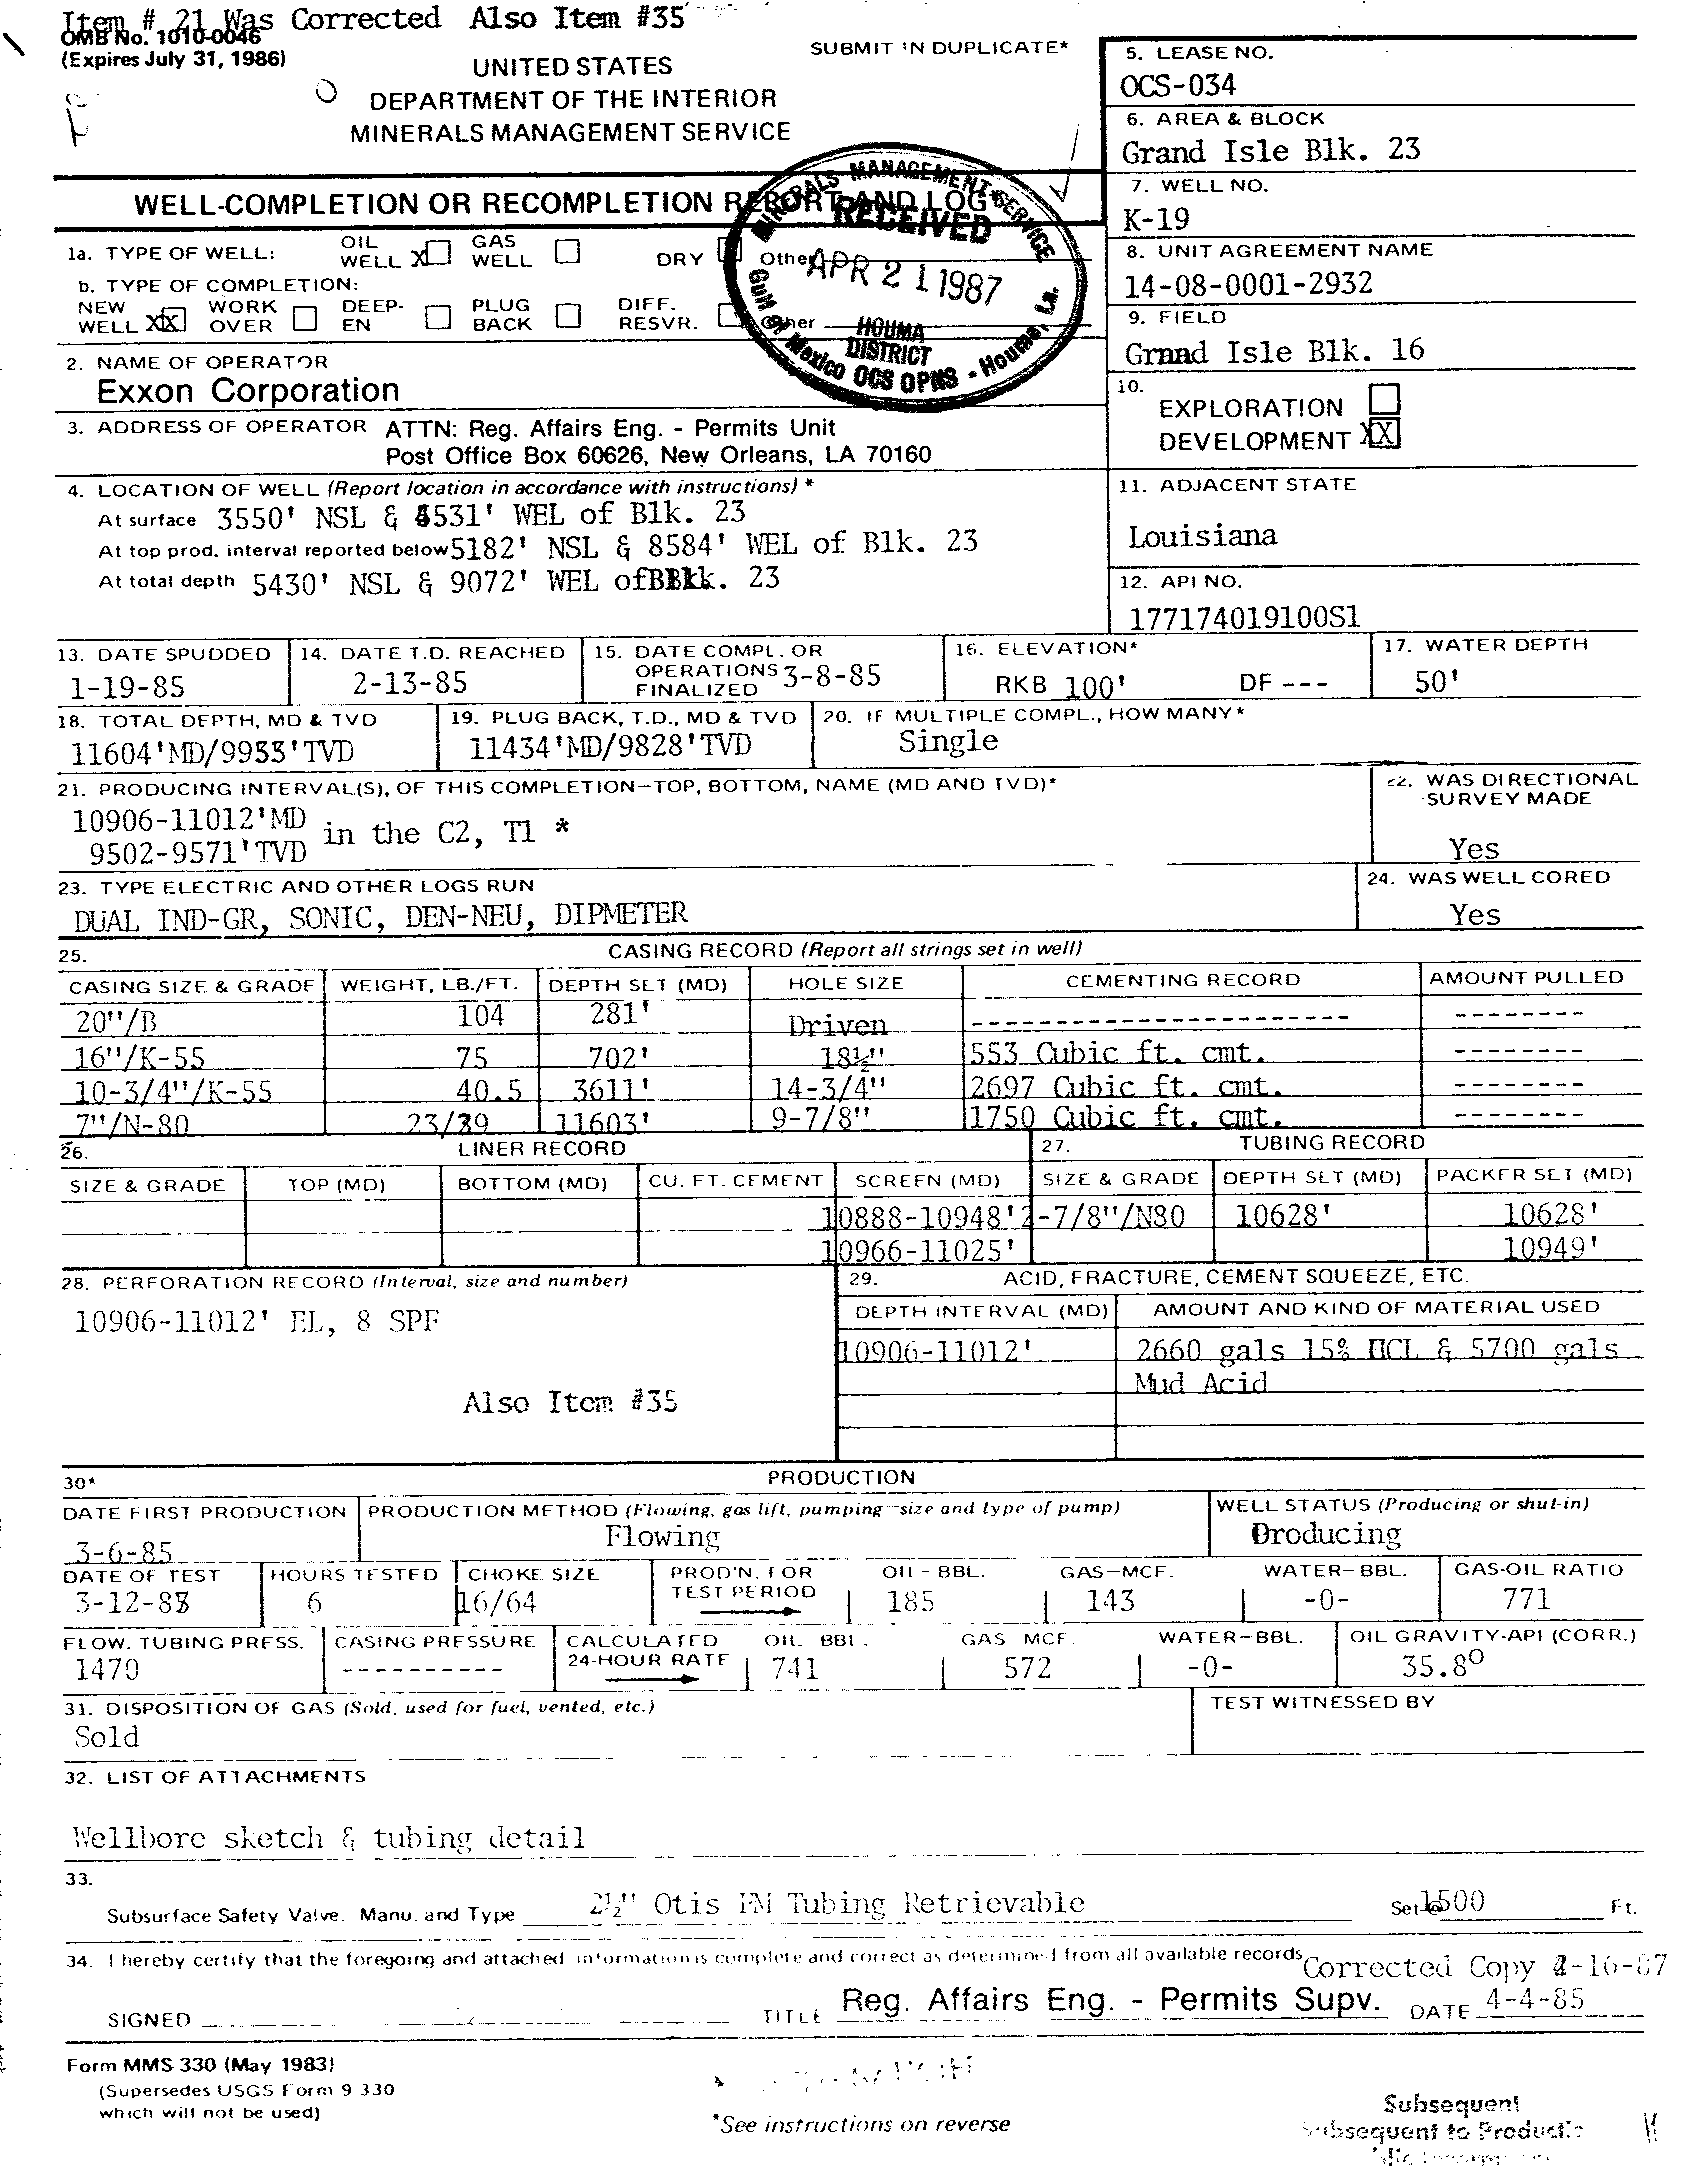 Item # 21 Was Corrected Also Item #35
OMB No. 1010-0046
(Expires July 31, 1986)
SUBMIT IN DUPLICATE*
UNITED STATES
DEPARTMENT OF THE INTERIOR
MINERALS MANAGEMENT SERVICE
WELL-COMPLETION OR RECOMPLETION REPORT AND LOG*
MINERALS MANAGEMENT SERVICE
RECEIVED
APR 21 1987
HOUMA
DISTRICT
Gulf of Mexico OCS OPNS - Houma, La.
5. LEASE NO.
OCS-034
6. AREA & BLOCK
Grand Isle Blk. 23
7. WELL NO.
K-19
8. UNIT AGREEMENT NAME
14-08-0001-2932
9. FIELD
Grand Isle Blk. 16
10.
EXPLORATION
DEVELOPMENT XX
11. ADJACENT STATE
Louisiana
12. API NO.
177174019100S1
1a. TYPE OF WELL: OIL WELL X GAS WELL DRY Other
b. TYPE OF COMPLETION:
NEW WELL XX WORK OVER DEEP-EN PLUG BACK DIFF. RESVR. Other
2. NAME OF OPERATOR
Exxon Corporation
3. ADDRESS OF OPERATOR ATTN: Reg. Affairs Eng. - Permits Unit
Post Office Box 60626, New Orleans, LA 70160
4. LOCATION OF WELL (Report location in accordance with instructions) *
At surface 3550' NSL & 531' WEL of Blk. 23
At top prod. interval reported below 5182' NSL & 8584' WEL of Blk. 23
At total depth 5430' NSL & 9072' WEL of Blk. 23
13. DATE SPUDDED
1-19-85
14. DATE T.D. REACHED
2-13-85
15. DATE COMPL. OR OPERATIONS FINALIZED 3-8-85
16. ELEVATION*
RKB 100' DF ---
17. WATER DEPTH
50'
18. TOTAL DEPTH, MD & TVD
11604'MD/9953'TVD
19. PLUG BACK, T.D., MD & TVD
11434'MD/9828'TVD
20. IF MULTIPLE COMPL., HOW MANY*
Single
21. PRODUCING INTERVAL(S), OF THIS COMPLETION—TOP, BOTTOM, NAME (MD AND TVD)*
10906-11012'MD
9502-9571'TVD in the C2, T1 *
22. WAS DIRECTIONAL SURVEY MADE
Yes
23. TYPE ELECTRIC AND OTHER LOGS RUN
DUAL IND-GR, SONIC, DEN-NEU, DIPMETER
24. WAS WELL CORED
Yes
25. CASING RECORD (Report all strings set in well)
CASING SIZE & GRADE WEIGHT, LB./FT. DEPTH SET (MD) HOLE SIZE CEMENTING RECORD AMOUNT PULLED
20"/B 104 281' Driven ---------------------- --------
16"/K-55 75 702' 18½" 553 Cubic ft. cmt. --------
10-3/4"/K-55 40.5 3611' 14-3/4" 2697 Cubic ft. cmt. --------
7"/N-80 23/29 11603' 9-7/8" 1750 Cubic ft. cmt. --------
26. LINER RECORD
27. TUBING RECORD
SIZE & GRADE TOP (MD) BOTTOM (MD) CU. FT. CEMENT SCREEN (MD) SIZE & GRADE DEPTH SET (MD) PACKER SET (MD)
10888-10948' 2-7/8"/N80 10628' 10628'
10966-11025' 10949'
28. PERFORATION RECORD (Interval, size and number)
10906-11012' EL, 8 SPF
Also Item #35
29. ACID, FRACTURE, CEMENT SQUEEZE, ETC.
DEPTH INTERVAL (MD) AMOUNT AND KIND OF MATERIAL USED
10906-11012' 2660 gals 15% HCL & 5700 gals
Mud Acid
30* PRODUCTION
DATE FIRST PRODUCTION
3-6-85
PRODUCTION METHOD (Flowing, gas lift, pumping—size and type of pump)
Flowing
WELL STATUS (Producing or shut-in)
Producing
DATE OF TEST HOURS TESTED CHOKE SIZE PROD'N. FOR TEST PERIOD OIL - BBL. GAS—MCF. WATER—BBL. GAS-OIL RATIO
3-12-85 6 16/64 185 143 -0- 771
FLOW. TUBING PRESS. CASING PRESSURE CALCULATED 24-HOUR RATE OIL BBL. GAS MCF. WATER—BBL. OIL GRAVITY-API (CORR.)
1470 ---------- 741 572 -0- 35.8°
31. DISPOSITION OF GAS (Sold, used for fuel, vented, etc.)
Sold
TEST WITNESSED BY
32. LIST OF ATTACHMENTS
Wellbore sketch & tubing detail
33.
Subsurface Safety Valve. Manu. and Type 2½" Otis FM Tubing Retrievable Set @ 1500 Ft.
34. I hereby certify that the foregoing and attached information is complete and correct as determined from all available records
Corrected Copy 4-16-87
SIGNED TITLE Reg. Affairs Eng. - Permits Supv. DATE 4-4-85
Form MMS 330 (May 1983)
(Supersedes USGS Form 9 330
which will not be used)
*See instructions on reverse
Subsequent
Subsequent to Productio